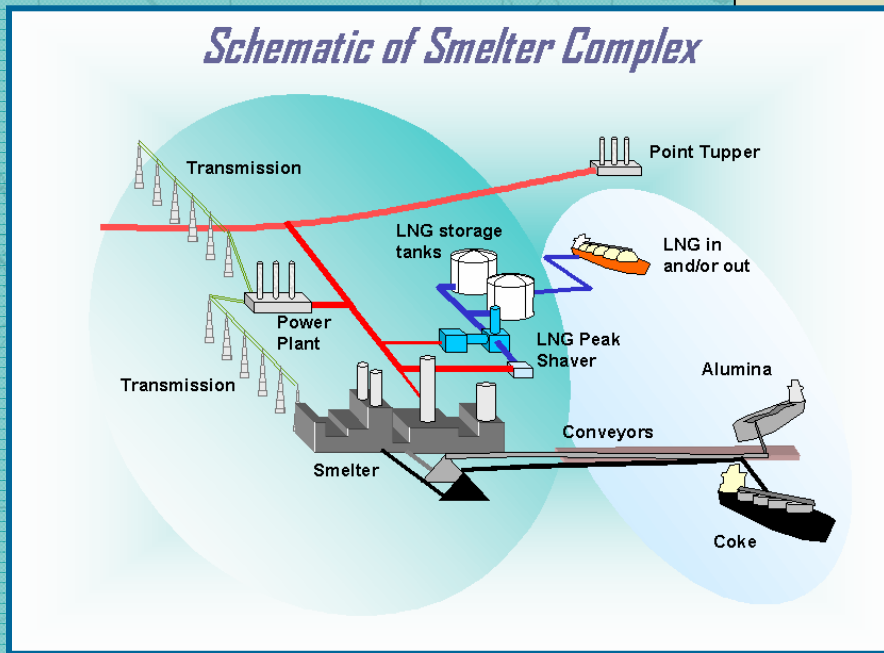 Schematic of Smelter Complex
Transmission
Point Tupper
LNG storage
tanks
LNG in
and/or out
Power
Plant
LNG Peak
Shaver
Transmission
Alumina
Conveyors
Smelter
Coke